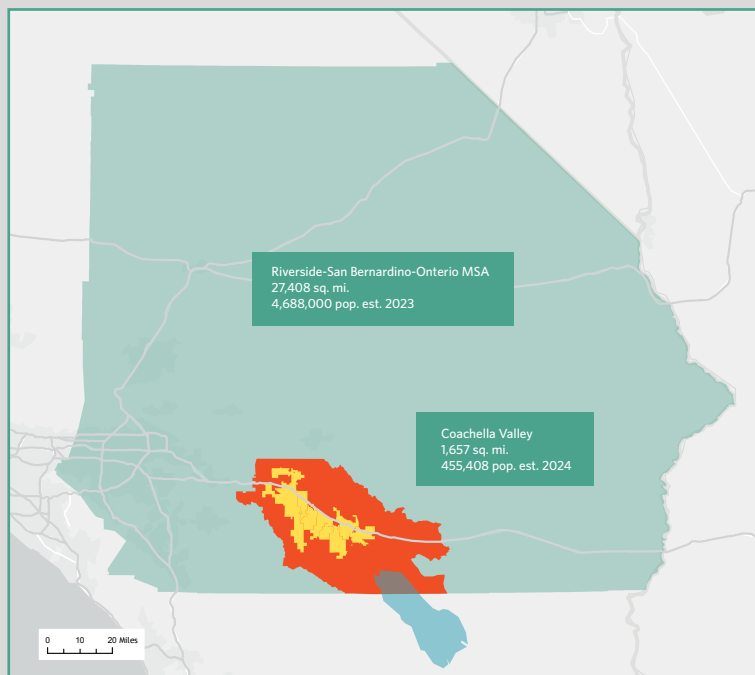 Riverside-San Bernardino-Onterio MSA
27,408 sq. mi.
4,688,000 pop. est. 2023
Coachella Valley
1,657 sq. mi.
455,408 pop. est. 2024
0 10 20 Miles